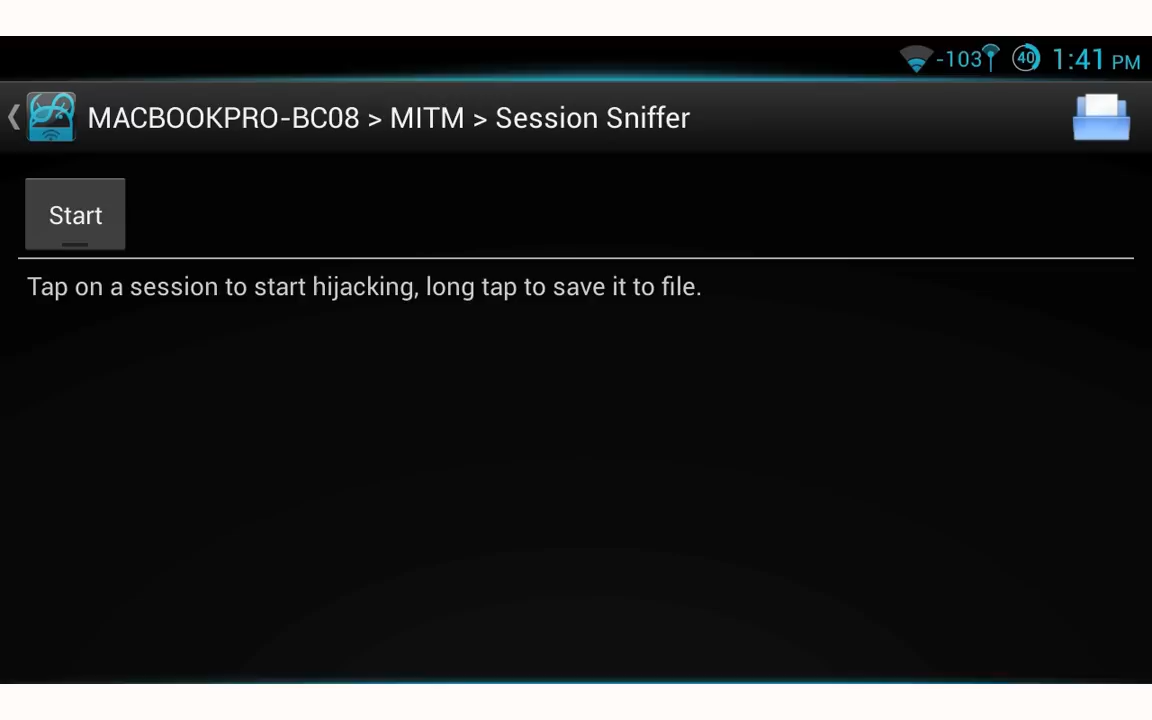 -103 40 1:41 PM
MACBOOKPRO-BC08 > MITM > Session Sniffer
Start
Tap on a session to start hijacking, long tap to save it to file.